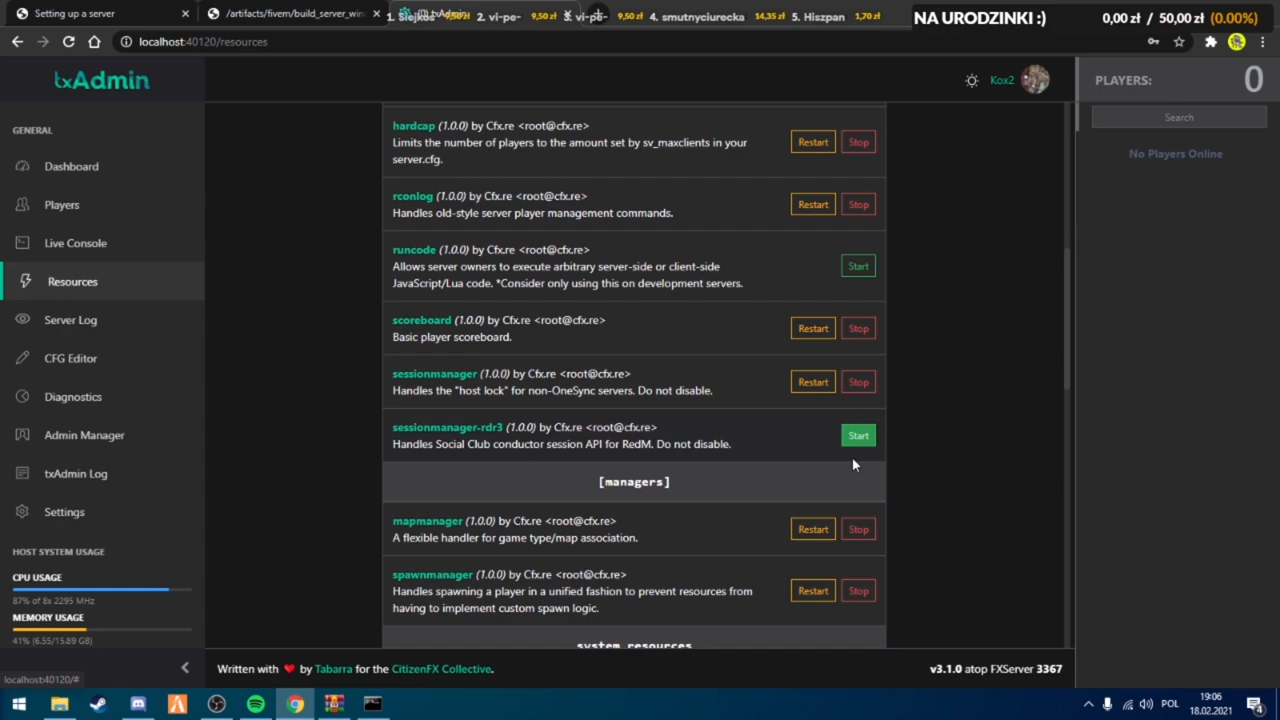 Setting up a server
/artifacts/fivem/build_server_win
txAdmin
9,50 zł
2. vi-pe-
9,50 zł
3. vi-pe-
9,50 zł
4. smutnyciurecka
14,35 zł
5. Hiszpan
1,70 zł
NA URODZINKI :)
0,00 zł / 50,00 zł (0.00%)
localhost:40120/resources
txAdmin
Kox2
PLAYERS:
0
Search
No Players Online
GENERAL
Dashboard
Players
Live Console
Resources
Server Log
CFG Editor
Diagnostics
Admin Manager
txAdmin Log
Settings
HOST SYSTEM USAGE
CPU USAGE
87% of 8x 2295 MHz
MEMORY USAGE
41% (6.55/15.89 GB)
hardcap (1.0.0) by Cfx.re <root@cfx.re>
Limits the number of players to the amount set by sv_maxclients in your
server.cfg.
Restart
Stop
rconlog (1.0.0) by Cfx.re <root@cfx.re>
Handles old-style server player management commands.
Restart
Stop
runcode (1.0.0) by Cfx.re <root@cfx.re>
Allows server owners to execute arbitrary server-side or client-side
JavaScript/Lua code. *Consider only using this on development servers.
Start
scoreboard (1.0.0) by Cfx.re <root@cfx.re>
Basic player scoreboard.
Restart
Stop
sessionmanager (1.0.0) by Cfx.re <root@cfx.re>
Handles the "host lock" for non-OneSync servers. Do not disable.
Restart
Stop
sessionmanager-rdr3 (1.0.0) by Cfx.re <root@cfx.re>
Handles Social Club conductor session API for RedM. Do not disable.
Start
[managers]
mapmanager (1.0.0) by Cfx.re <root@cfx.re>
A flexible handler for game type/map association.
Restart
Stop
spawnmanager (1.0.0) by Cfx.re <root@cfx.re>
Handles spawning a player in a unified fashion to prevent resources from
having to implement custom spawn logic.
Restart
Stop
system resources
Written with ❤ by Tabarra for the CitizenFX Collective.
v3.1.0 atop FXServer 3367
localhost:40120/#
POL
19:06
18.02.2021
4